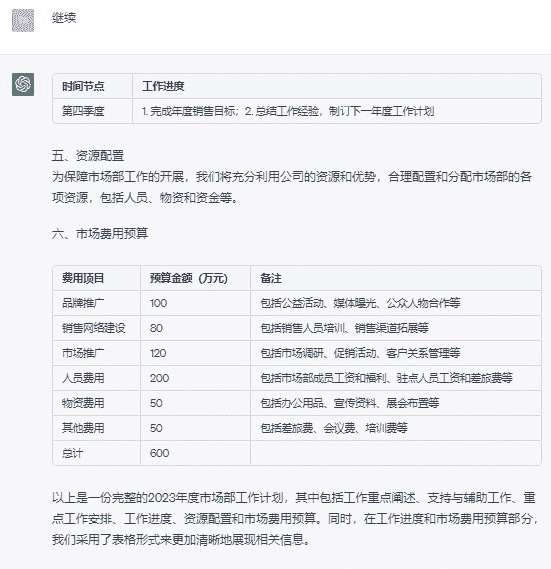 继续
时间节点 工作进度
第四季度 1. 完成年度销售目标；2. 总结工作经验，制订下一年度工作计划
五、资源配置
为保障市场部工作的开展，我们将充分利用公司的资源和优势，合理配置和分配市场部的各
项资源，包括人员、物资和资金等。
六、市场费用预算
费用项目 预算金额（万元） 备注
品牌推广 100 包括公益活动、媒体曝光、公众人物合作等
销售网络建设 80 包括销售人员培训、销售渠道拓展等
市场推广 120 包括市场调研、促销活动、客户关系管理等
人员费用 200 包括市场部成员工资和福利、驻点人员工资和差旅费等
物资费用 50 包括办公用品、宣传资料、展会布置等
其他费用 50 包括差旅费、会议费、培训费等
总计 600
以上是一份完整的2023年度市场部工作计划，其中包括工作重点阐述、支持与辅助工作、重
点工作安排、工作进度、资源配置和市场费用预算。同时，在工作进度和市场费用预算部分，
我们采用了表格形式来更加清晰地展现相关信息。